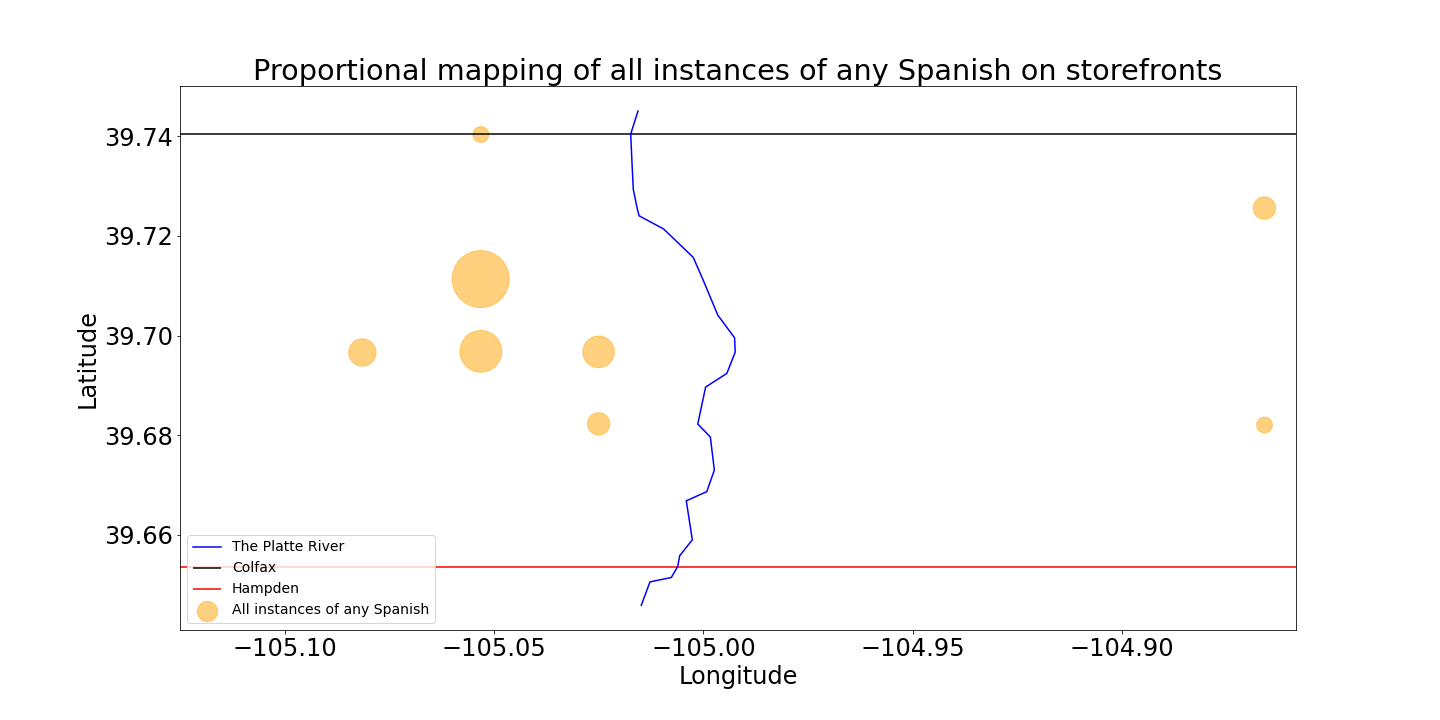 Proportional mapping of all instances of any Spanish on storefronts
39.74
39.72
39.70
39.68
39.66
Latitude
The Platte River
Colfax
Hampden
All instances of any Spanish
−105.10 −105.05 −105.00 −104.95 −104.90
Longitude